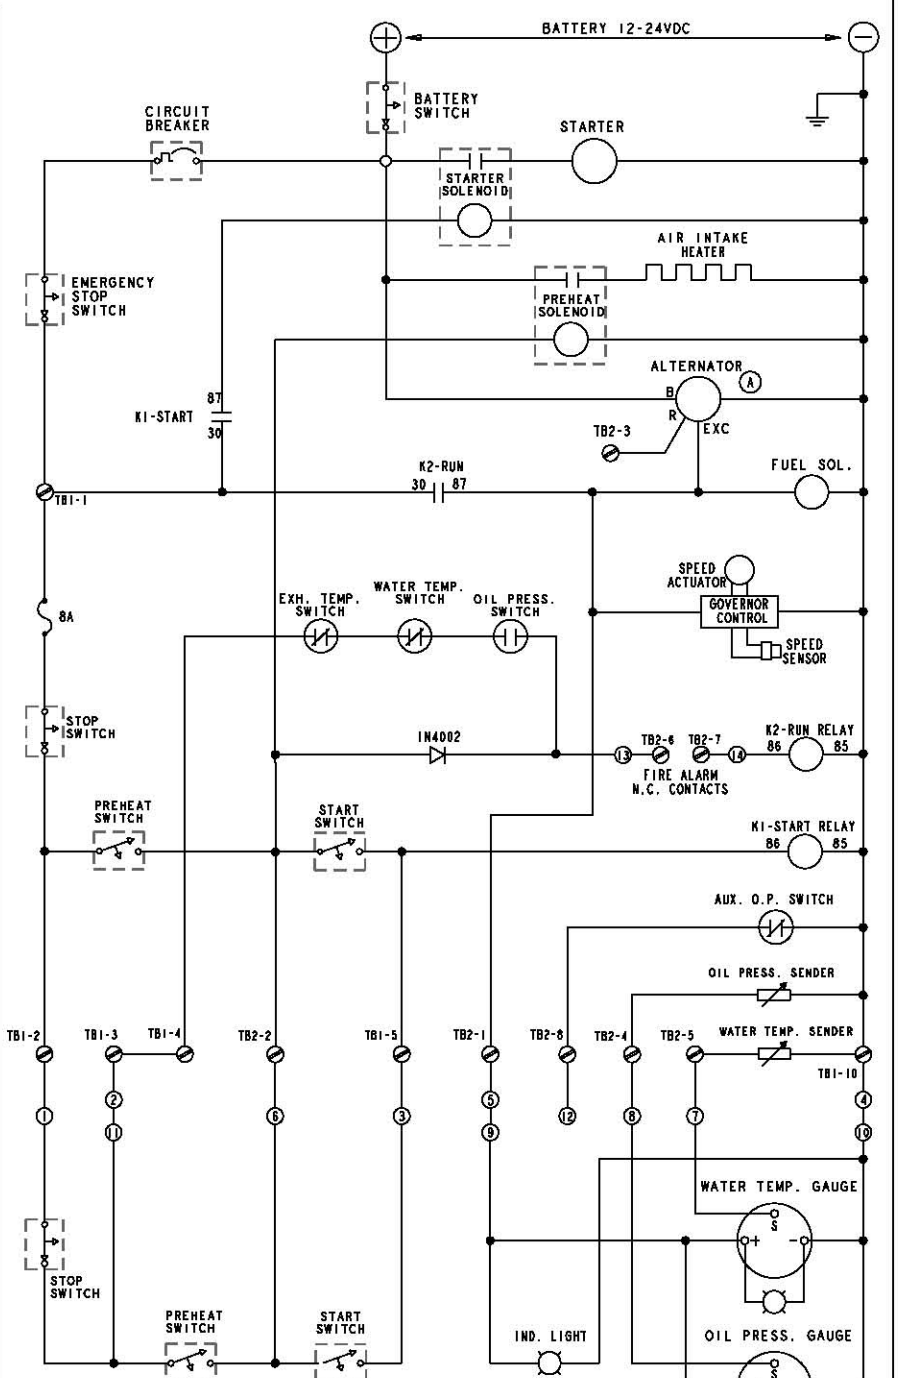 BATTERY 12-24VDC
+
−
BATTERY
SWITCH
CIRCUIT
BREAKER
STARTER
STARTER
SOLENOID
AIR INTAKE
HEATER
EMERGENCY
STOP
SWITCH
PREHEAT
SOLENOID
ALTERNATOR
A
B
R
EXC
87
K1-START
30
TB2-3
K2-RUN
30
87
FUEL SOL.
TB1-1
SPEED
ACTUATOR
GOVERNOR
CONTROL
SPEED
SENSOR
8A
EXH. TEMP.
SWITCH
WATER TEMP.
SWITCH
OIL PRESS.
SWITCH
STOP
SWITCH
1N4002
13
TB2-6
TB2-7
14
K2-RUN RELAY
86
85
FIRE ALARM
N.C. CONTACTS
PREHEAT
SWITCH
START
SWITCH
K1-START RELAY
86
85
AUX. O.P. SWITCH
OIL PRESS. SENDER
TB1-2
TB1-3
TB1-4
TB2-2
TB1-5
TB2-1
TB2-8
TB2-4
TB2-5
WATER TEMP. SENDER
TB1-10
1
2
11
6
3
5
9
12
8
7
4
10
WATER TEMP. GAUGE
S
+
−
STOP
SWITCH
PREHEAT
SWITCH
START
SWITCH
IND. LIGHT
OIL PRESS. GAUGE
S